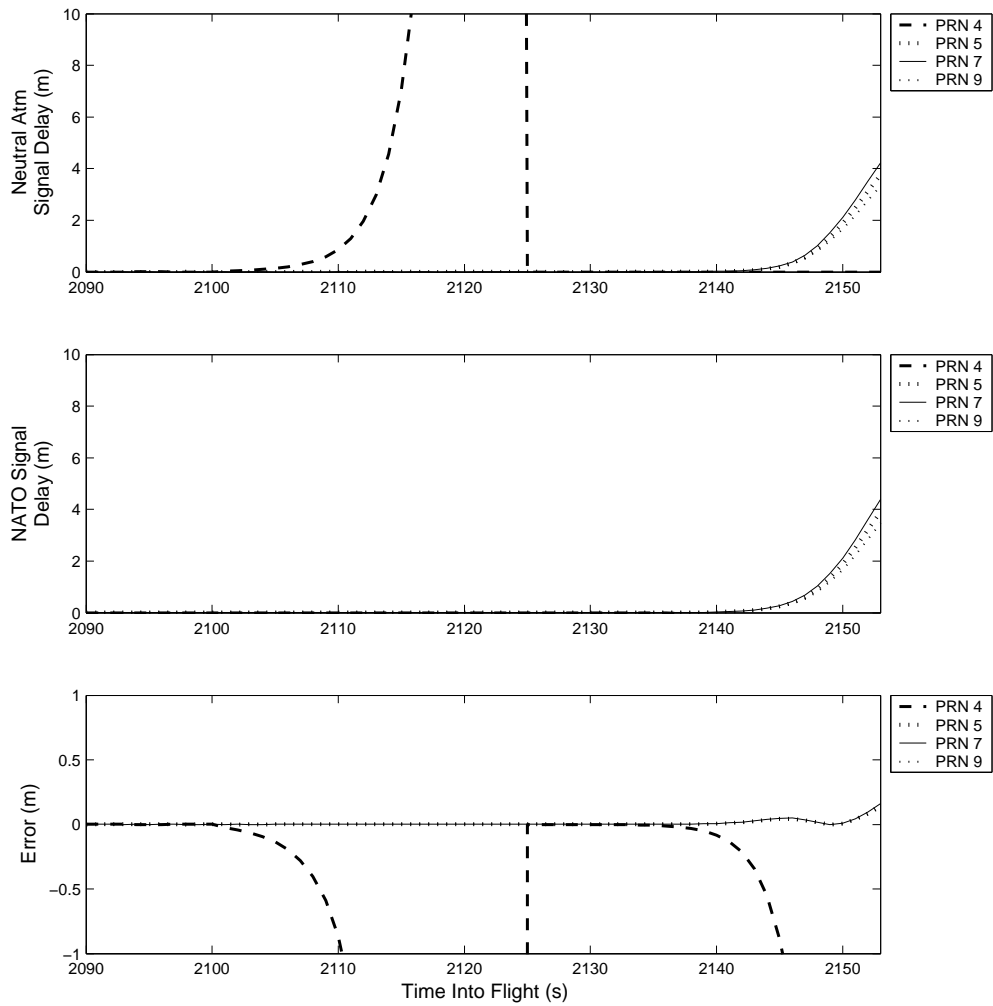 Neutral Atm
Signal Delay (m)
10
8
6
4
2
0
2090 2100 2110 2120 2130 2140 2150
PRN 4
PRN 5
PRN 7
PRN 9
NATO Signal
Delay (m)
10
8
6
4
2
0
2090 2100 2110 2120 2130 2140 2150
PRN 4
PRN 5
PRN 7
PRN 9
Error (m)
1
0.5
0
−0.5
−1
2090 2100 2110 2120 2130 2140 2150
Time Into Flight (s)
PRN 4
PRN 5
PRN 7
PRN 9